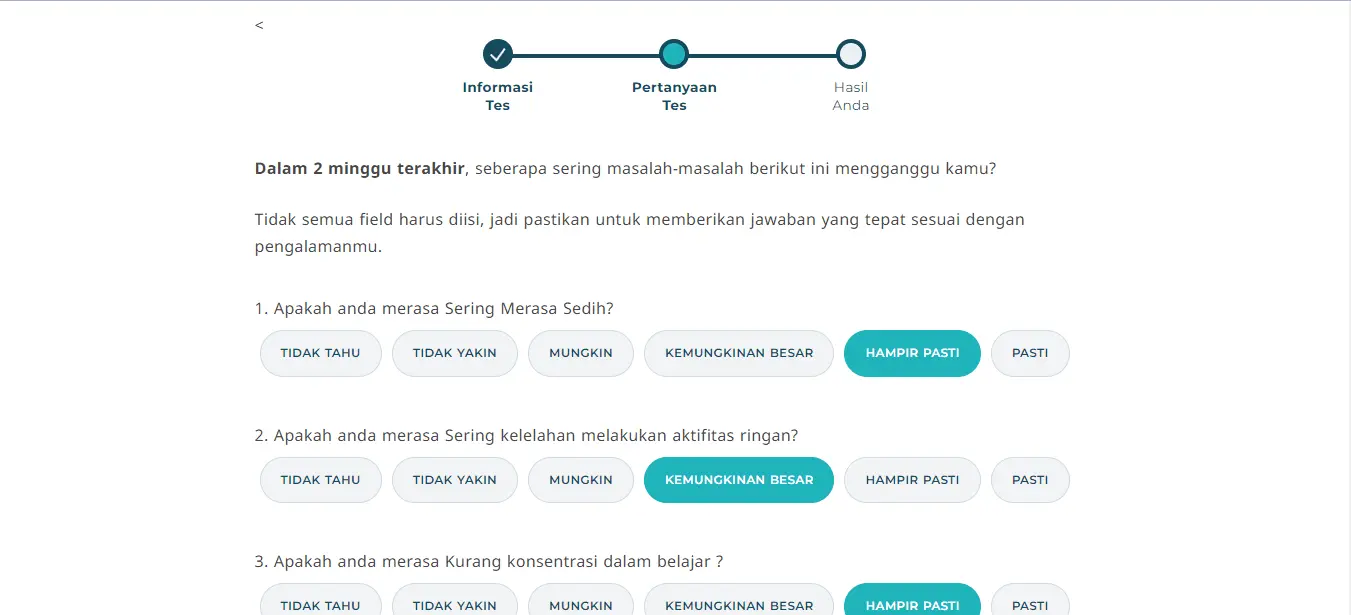 <
Informasi
Tes
Pertanyaan
Tes
Hasil
Anda
Dalam 2 minggu terakhir, seberapa sering masalah-masalah berikut ini mengganggu kamu?
Tidak semua field harus diisi, jadi pastikan untuk memberikan jawaban yang tepat sesuai dengan
pengalamanmu.
1. Apakah anda merasa Sering Merasa Sedih?
TIDAK TAHU TIDAK YAKIN MUNGKIN KEMUNGKINAN BESAR HAMPIR PASTI PASTI
2. Apakah anda merasa Sering kelelahan melakukan aktifitas ringan?
TIDAK TAHU TIDAK YAKIN MUNGKIN KEMUNGKINAN BESAR HAMPIR PASTI PASTI
3. Apakah anda merasa Kurang konsentrasi dalam belajar ?
TIDAK TAHU TIDAK YAKIN MUNGKIN KEMUNGKINAN BESAR HAMPIR PASTI PASTI